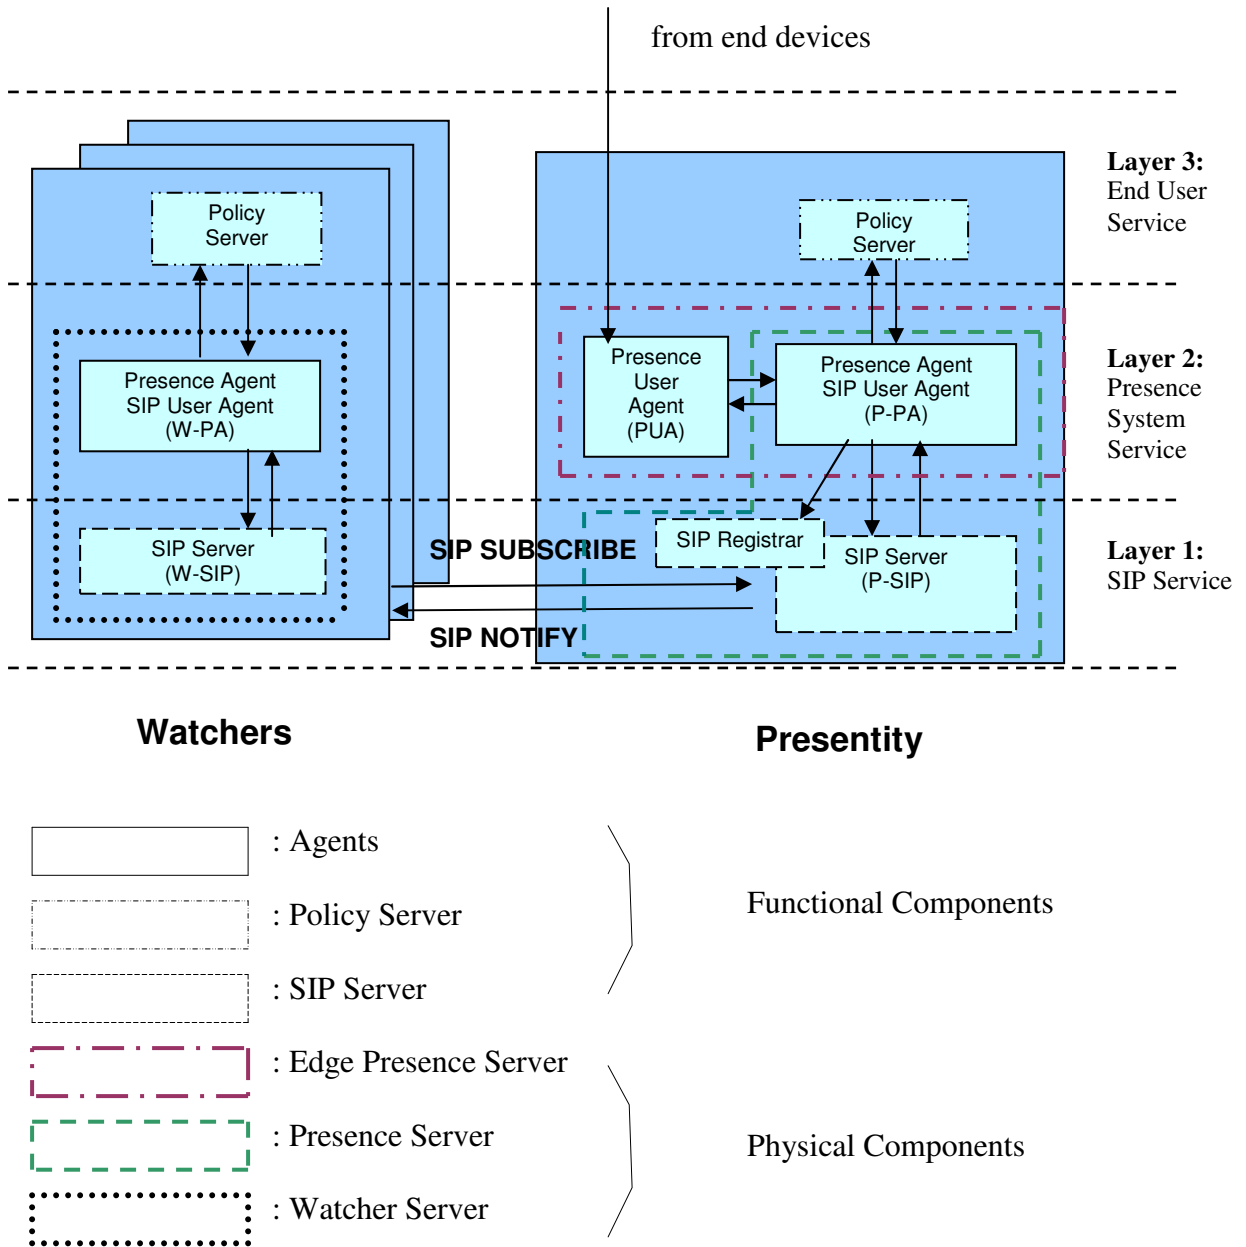 from end devices
Layer 3:
End User
Service
Policy
Server
Policy
Server
Layer 2:
Presence
System
Service
Presence Agent
SIP User Agent
(W-PA)
Presence
User
Agent
(PUA)
Presence Agent
SIP User Agent
(P-PA)
Layer 1:
SIP Service
SIP Server
(W-SIP)
SIP SUBSCRIBE
SIP NOTIFY
SIP Registrar
SIP Server
(P-SIP)
Watchers
Presentity
: Agents
: Policy Server
: SIP Server
Functional Components
: Edge Presence Server
: Presence Server
: Watcher Server
Physical Components